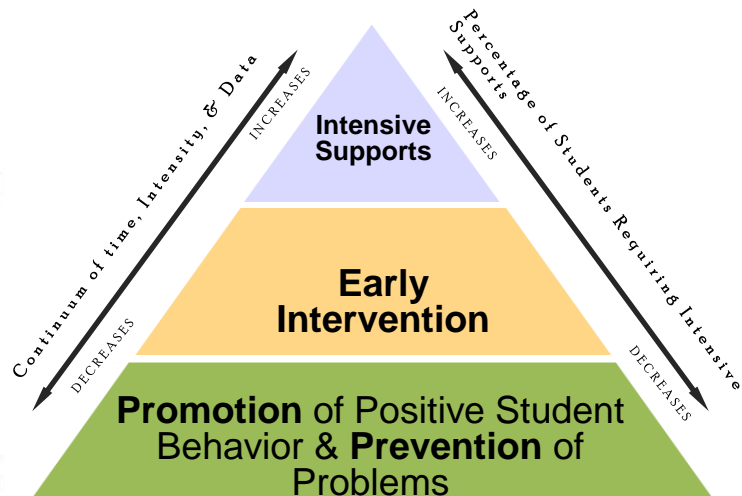 Continuum of time, Intensity, & Data
INCREASES
DECREASES
Percentage of Students Requiring Intensive
Supports
INCREASES
DECREASES
Intensive
Supports
Early
Intervention
Promotion of Positive Student
Behavior & Prevention of
Problems